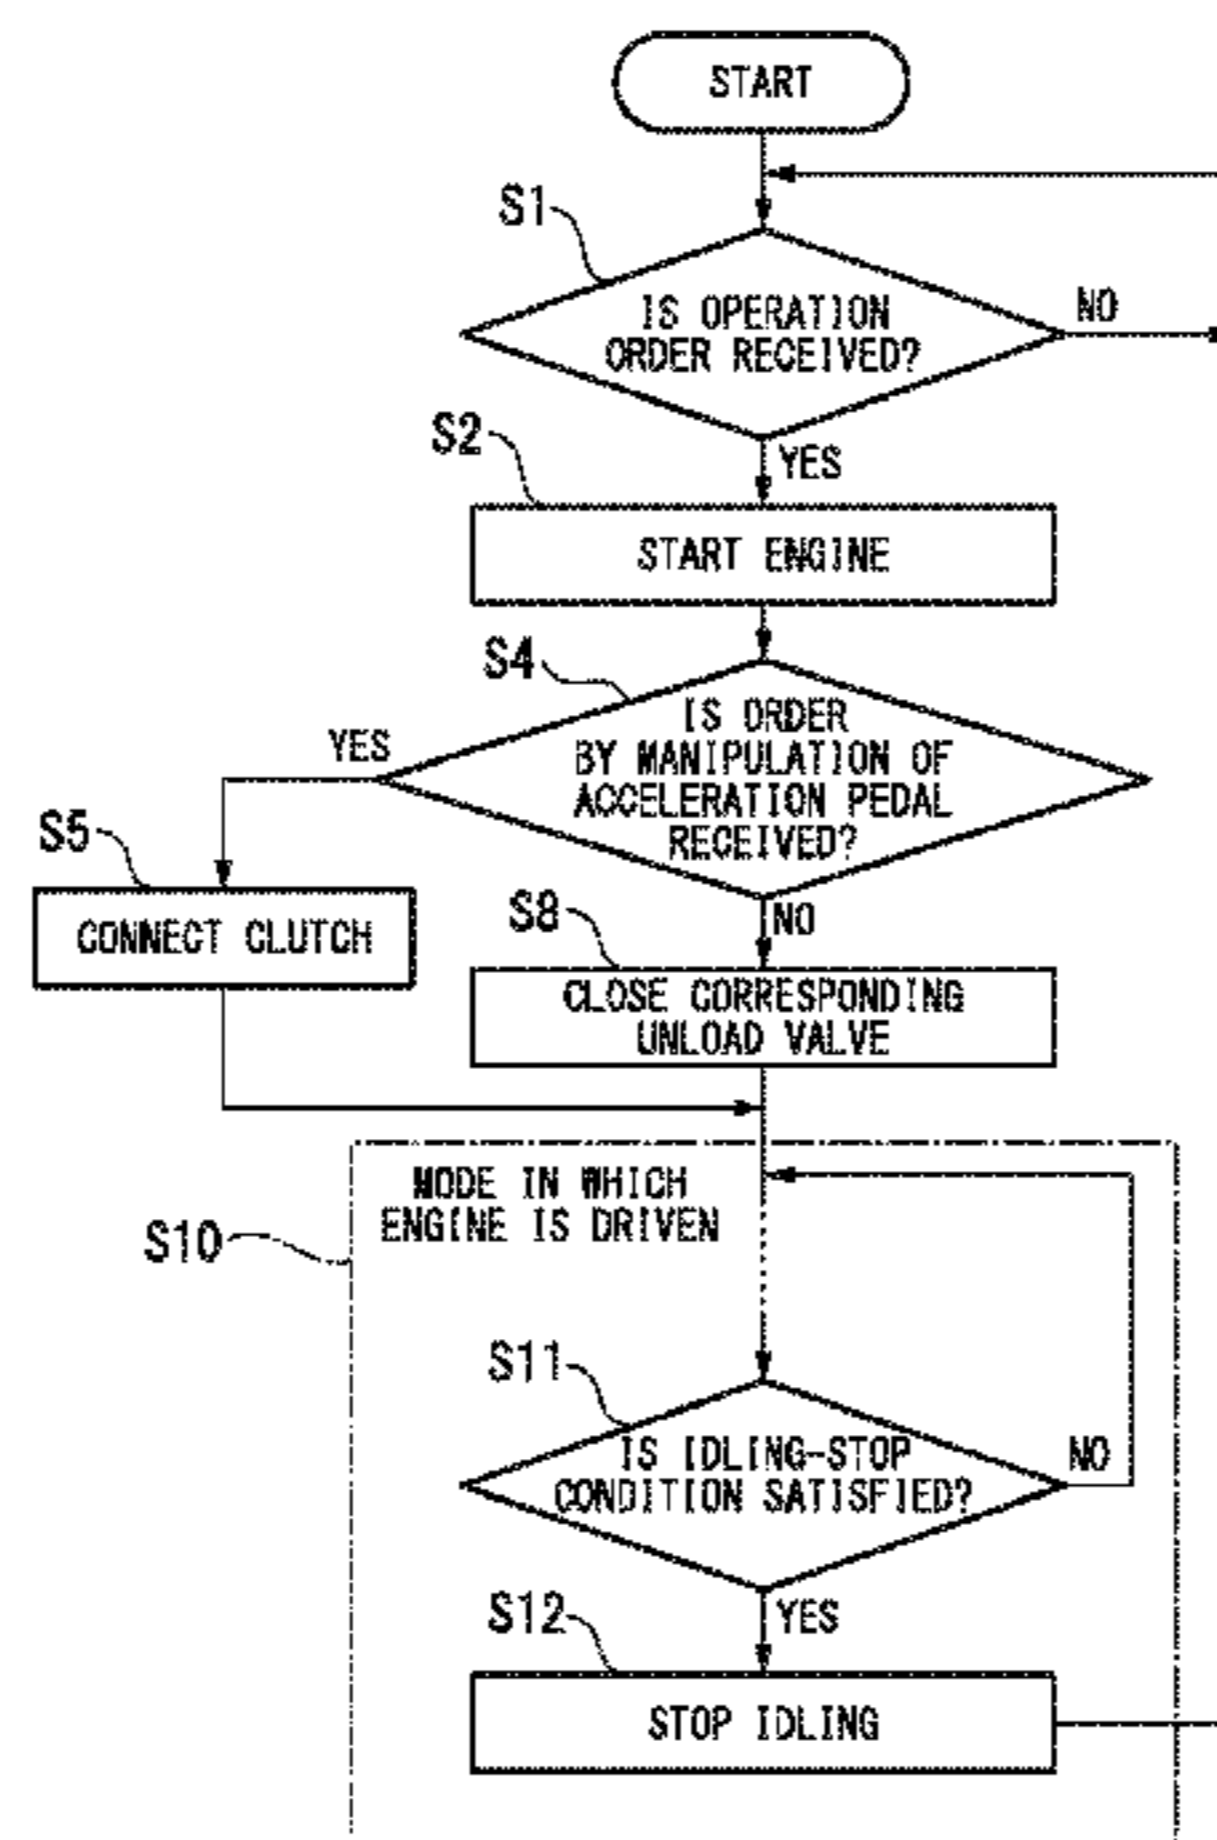 START
S1
IS OPERATION
ORDER RECEIVED?
NO
S2
YES
START ENGINE
S4
IS ORDER
BY MANIPULATION OF
ACCELERATION PEDAL
RECEIVED?
YES
S5
CONNECT CLUTCH
NO
S8
CLOSE CORRESPONDING
UNLOAD VALVE
MODE IN WHICH
ENGINE IS DRIVEN
S10
S11
IS IDLING-STOP
CONDITION SATISFIED?
NO
S12
YES
STOP IDLING